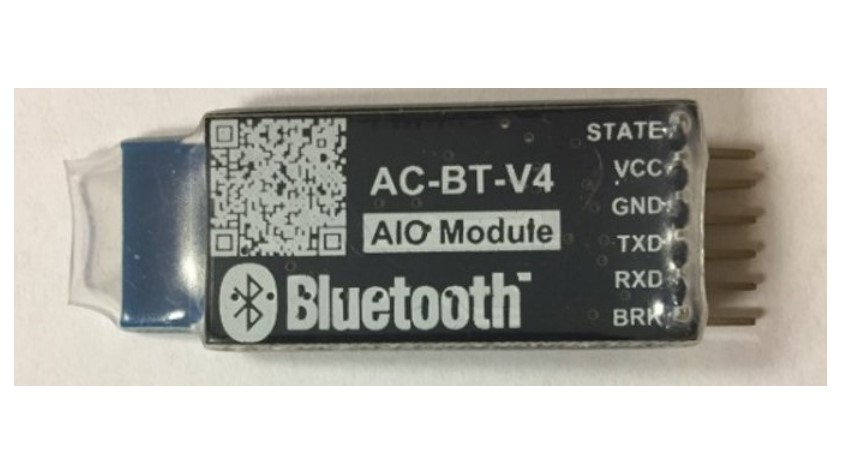 AC-BT-V4
AIO Module
Bluetooth
STATE
VCC
GND
TXD
RXD
BRK